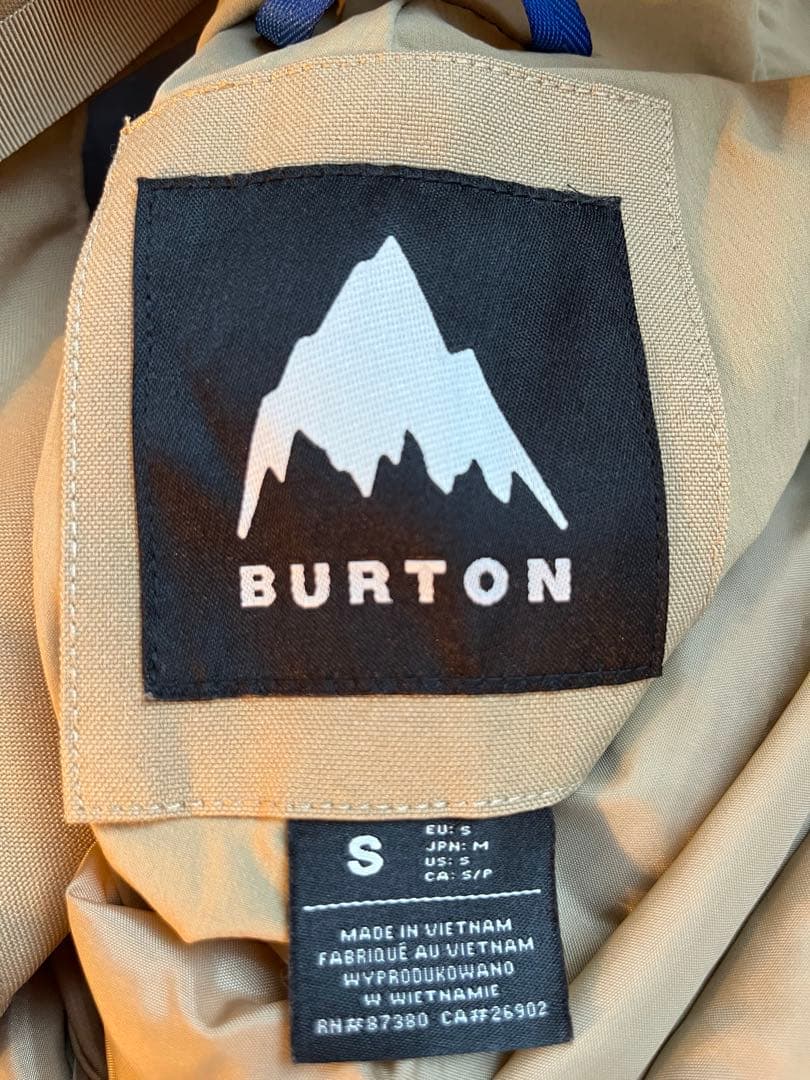 BURTON
S
EU: S
JPN: M
US: S
CA: S/P
MADE IN VIETNAM
FABRIQUÉ AU VIETNAM
WYPRODUKOWANO
W WIETNAMIE
RN#87380 CA#26902